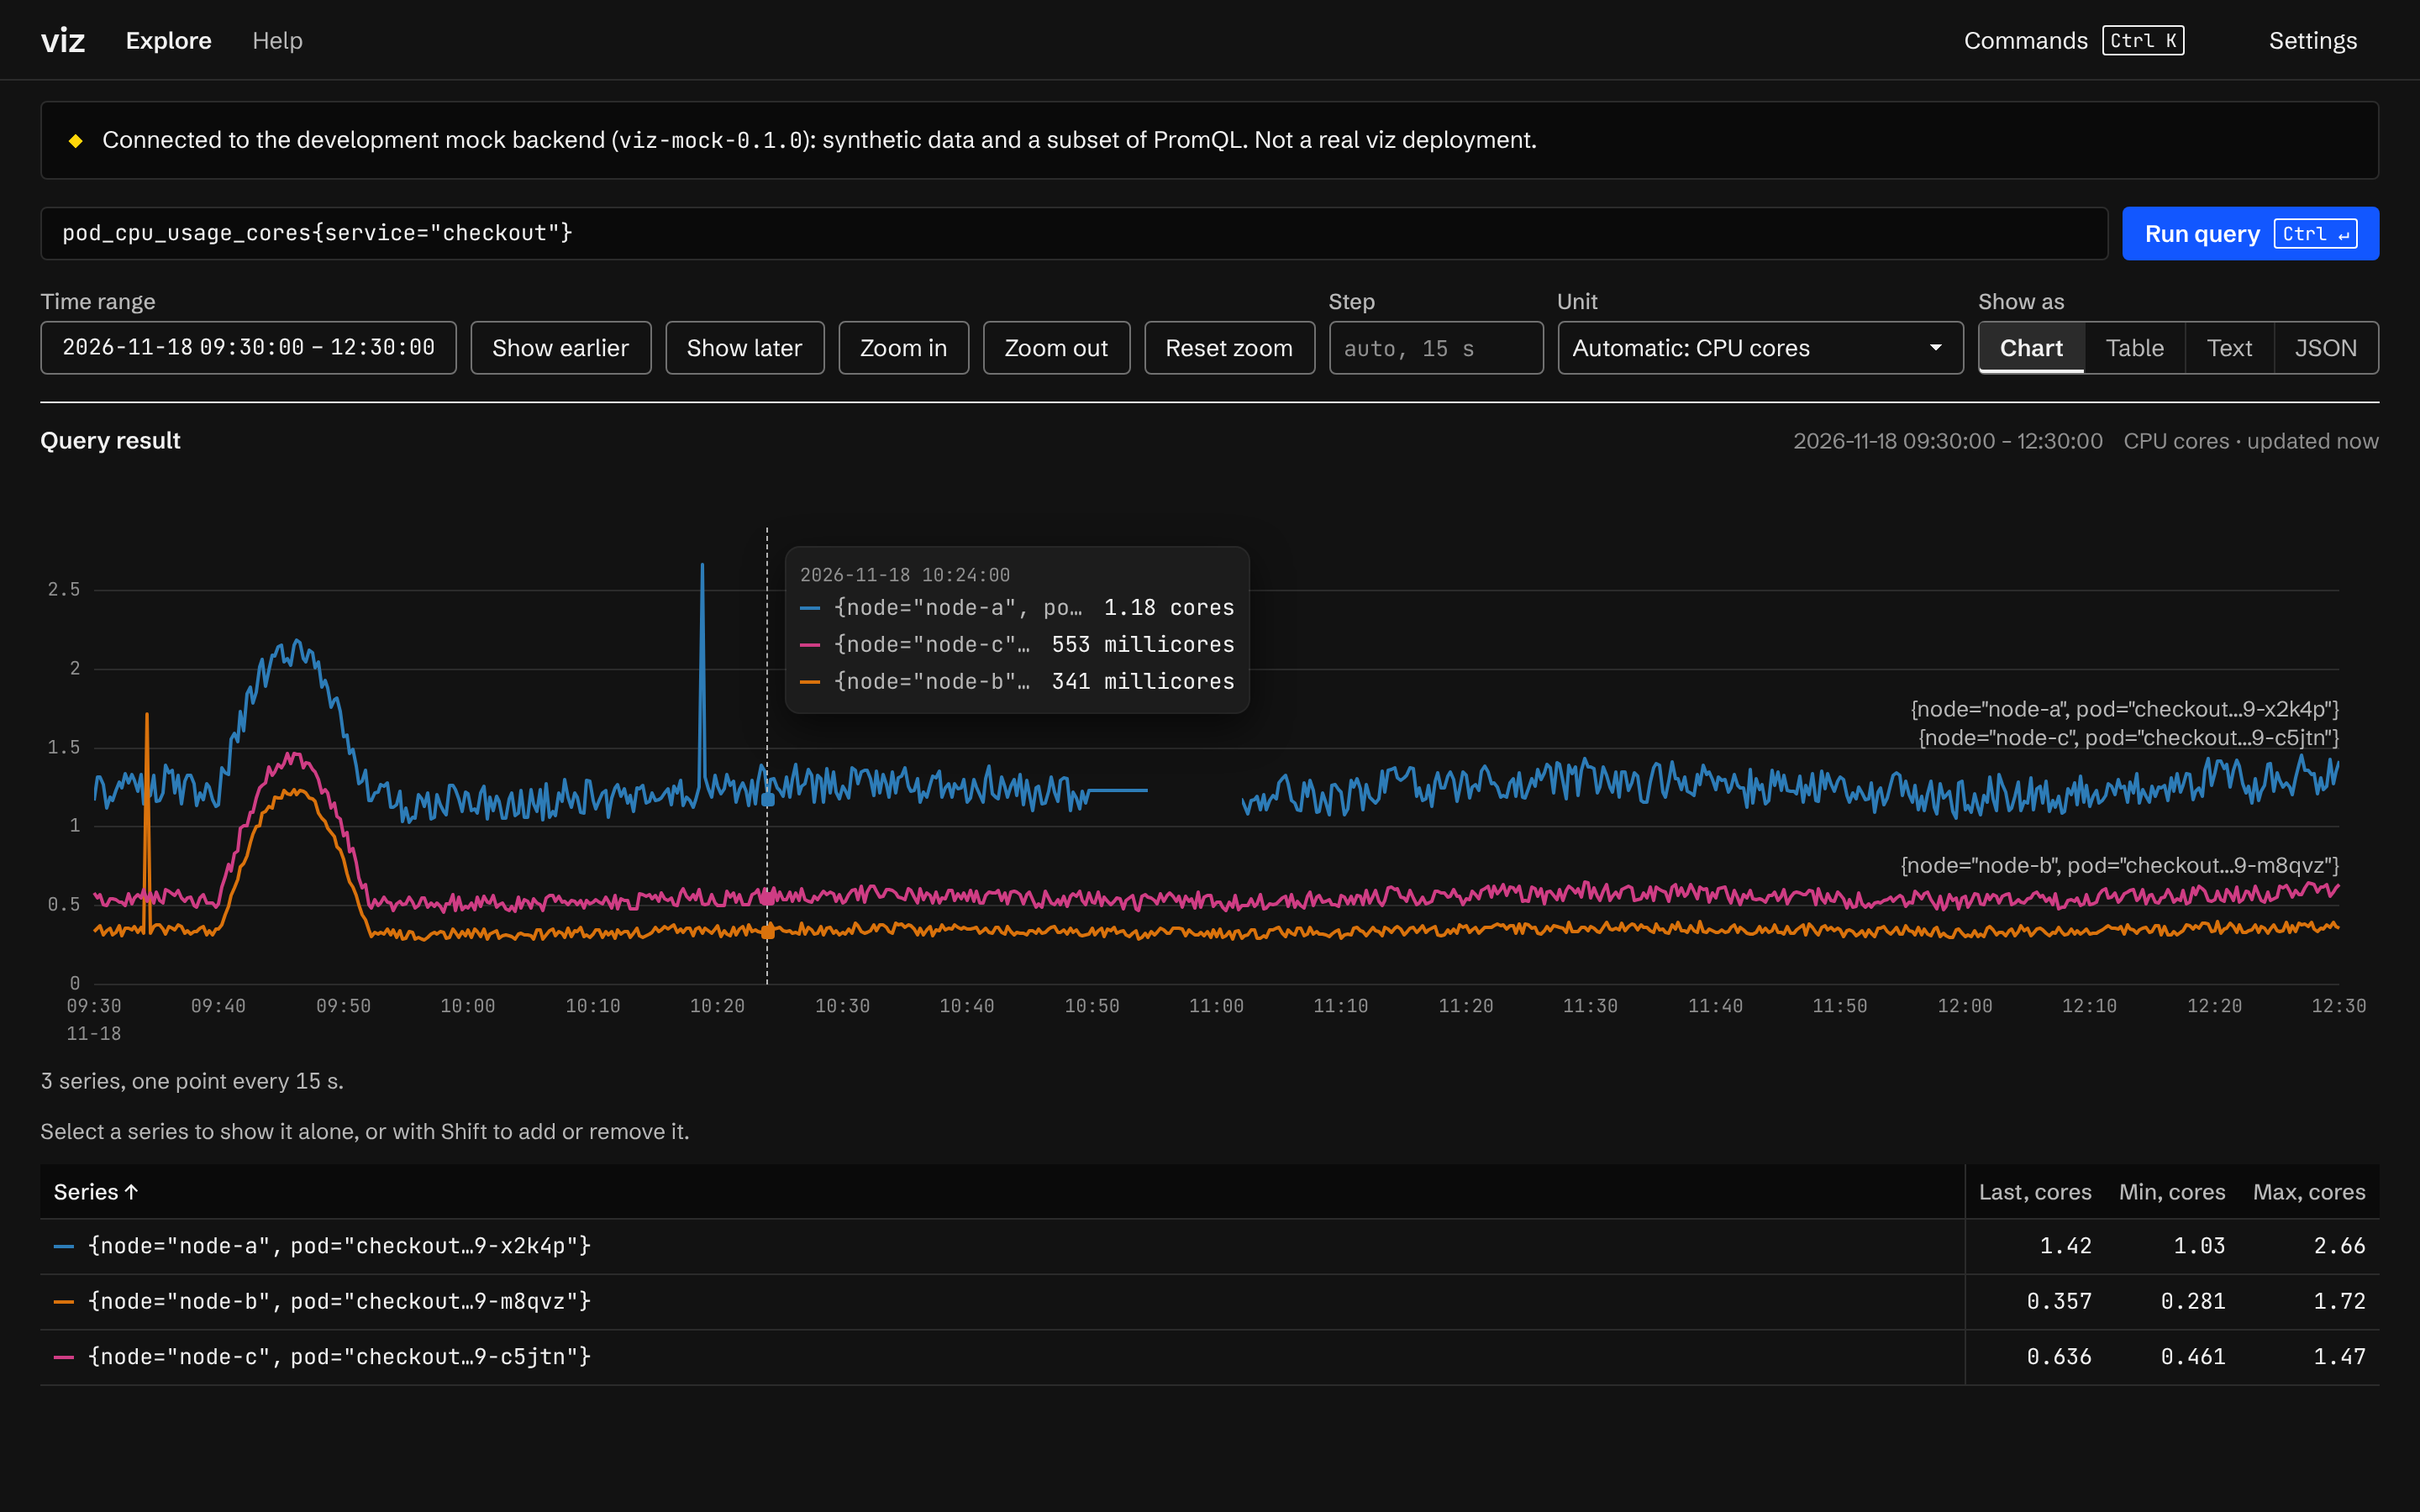 viz Explore Help Commands Ctrl K Settings
Connected to the development mock backend (viz-mock-0.1.0): synthetic data and a subset of PromQL. Not a real viz deployment.
pod_cpu_usage_cores{service="checkout"} Run query Ctrl ↵
Time range Step Unit Show as
2026-11-18 09:30:00 – 12:30:00 Show earlier Show later Zoom in Zoom out Reset zoom auto, 15 s Automatic: CPU cores Chart Table Text JSON
Query result 2026-11-18 09:30:00 – 12:30:00 CPU cores · updated now
2026-11-18 10:24:00
{node="node-a", po… 1.18 cores
{node="node-c"… 553 millicores
{node="node-b"… 341 millicores
2.5
2
1.5
1
0.5
0
{node="node-a", pod="checkout…9-x2k4p"}
{node="node-c", pod="checkout…9-c5jtn"}
{node="node-b", pod="checkout…9-m8qvz"}
09:30 09:40 09:50 10:00 10:10 10:20 10:30 10:40 10:50 11:00 11:10 11:20 11:30 11:40 11:50 12:00 12:10 12:20 12:30
11-18
3 series, one point every 15 s.
Select a series to show it alone, or with Shift to add or remove it.
Series ↑ Last, cores Min, cores Max, cores
{node="node-a", pod="checkout…9-x2k4p"} 1.42 1.03 2.66
{node="node-b", pod="checkout…9-m8qvz"} 0.357 0.281 1.72
{node="node-c", pod="checkout…9-c5jtn"} 0.636 0.461 1.47